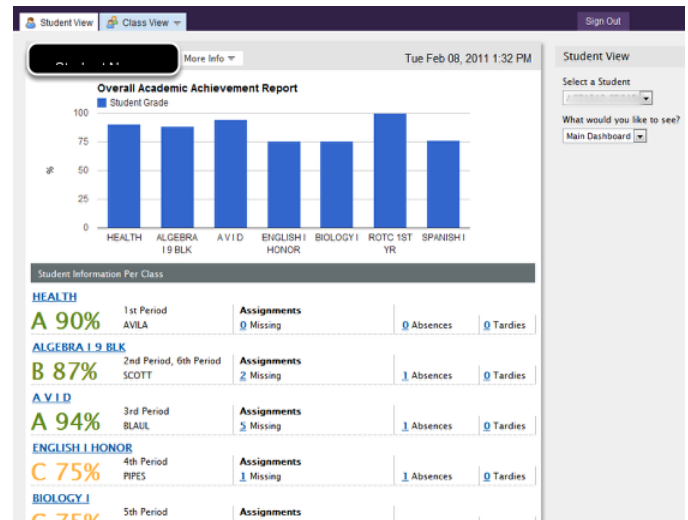 Student View Class View Sign Out
More Info Tue Feb 08, 2011 1:32 PM
Student View
Select a Student
What would you like to see?
Main Dashboard
Overall Academic Achievement Report
Student Grade
100
75
50
25
0
%
HEALTH ALGEBRA A V I D ENGLISH I BIOLOGY I ROTC 1ST SPANISH I
I 9 BLK HONOR YR
Student Information Per Class
HEALTH
A 90%
1st Period
AVILA
Assignments
0 Missing 0 Absences 0 Tardies
ALGEBRA I 9 BLK
B 87%
2nd Period, 6th Period
SCOTT
Assignments
2 Missing 1 Absences 0 Tardies
A V I D
A 94%
3rd Period
BLAUL
Assignments
5 Missing 1 Absences 0 Tardies
ENGLISH I HONOR
C 75%
4th Period
PIPES
Assignments
1 Missing 1 Absences 0 Tardies
BIOLOGY I
C 75%
5th Period
Assignments